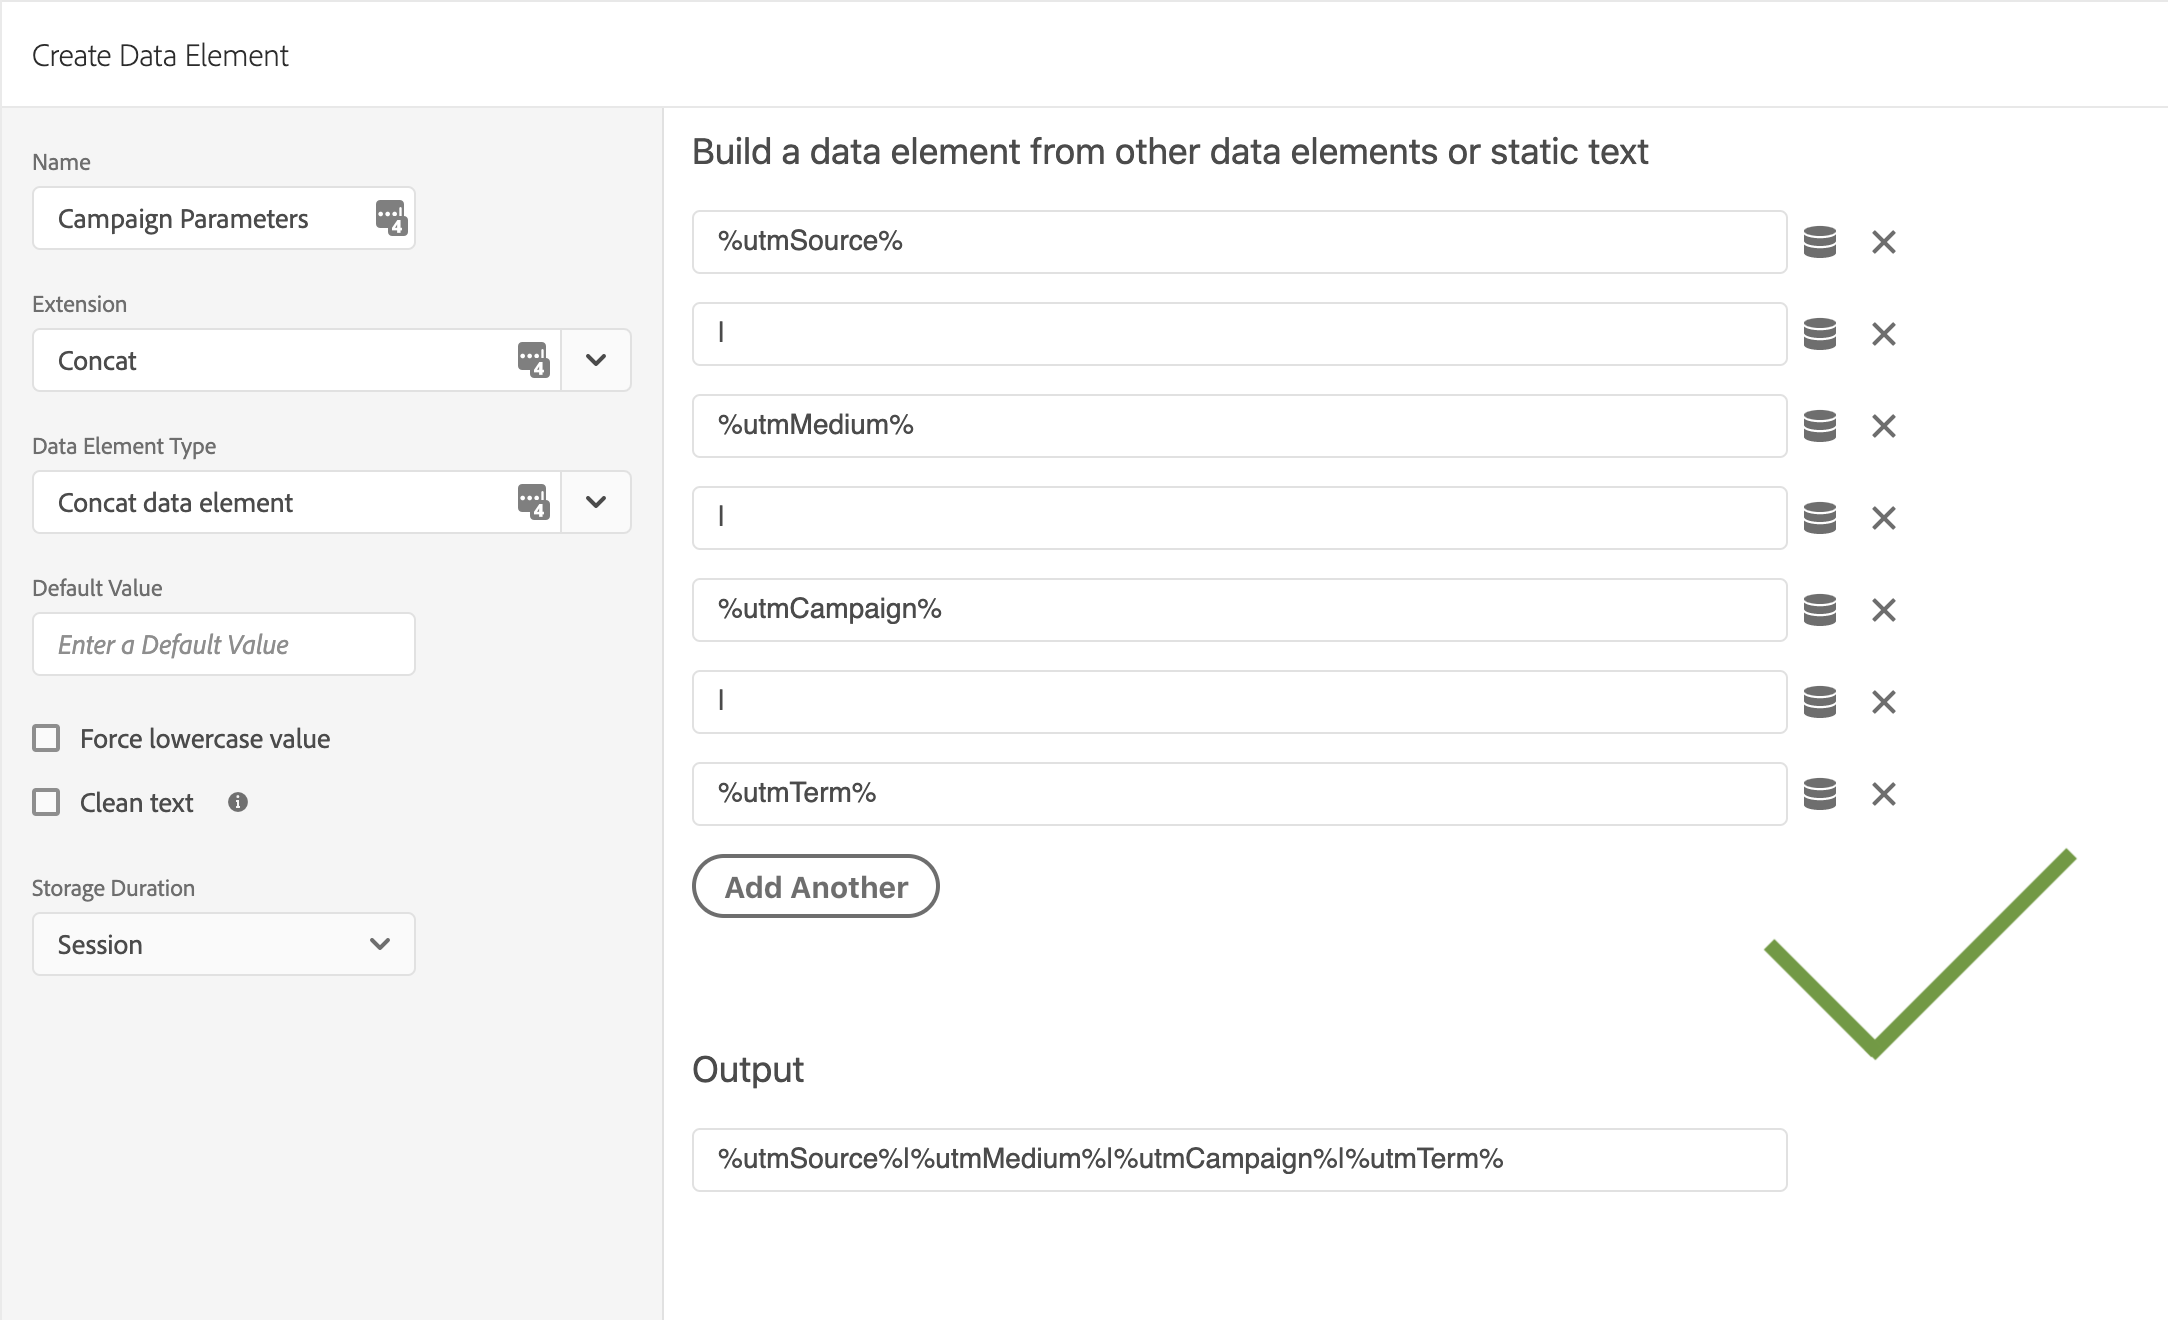 Create Data Element
Name
Campaign Parameters
Extension
Concat
Data Element Type
Concat data element
Default Value
Enter a Default Value
Force lowercase value
Clean text
Storage Duration
Session
Build a data element from other data elements or static text
%utmSource%
|
%utmMedium%
|
%utmCampaign%
|
%utmTerm%
Add Another
Output
%utmSource%|%utmMedium%|%utmCampaign%|%utmTerm%